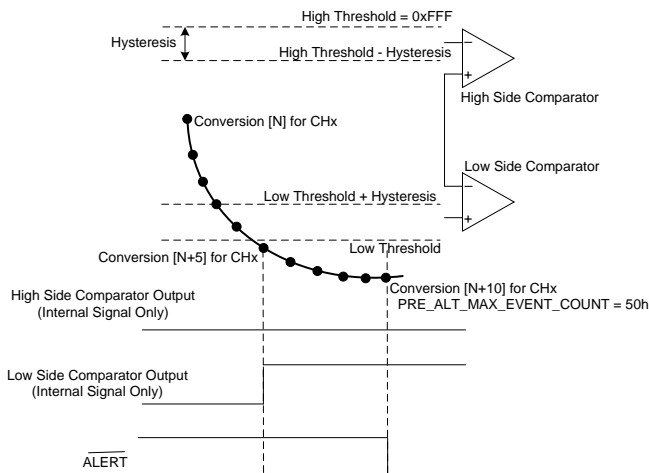 High Threshold = 0xFFF
Hysteresis
High Threshold - Hysteresis
−
+
High Side Comparator
Conversion [N] for CHx
Low Side Comparator
−
Low Threshold + Hysteresis
+
Conversion [N+5] for CHx
Low Threshold
Conversion [N+10] for CHx
PRE_ALT_MAX_EVENT_COUNT = 50h
High Side Comparator Output
(Internal Signal Only)
Low Side Comparator Output
(Internal Signal Only)
ALERT